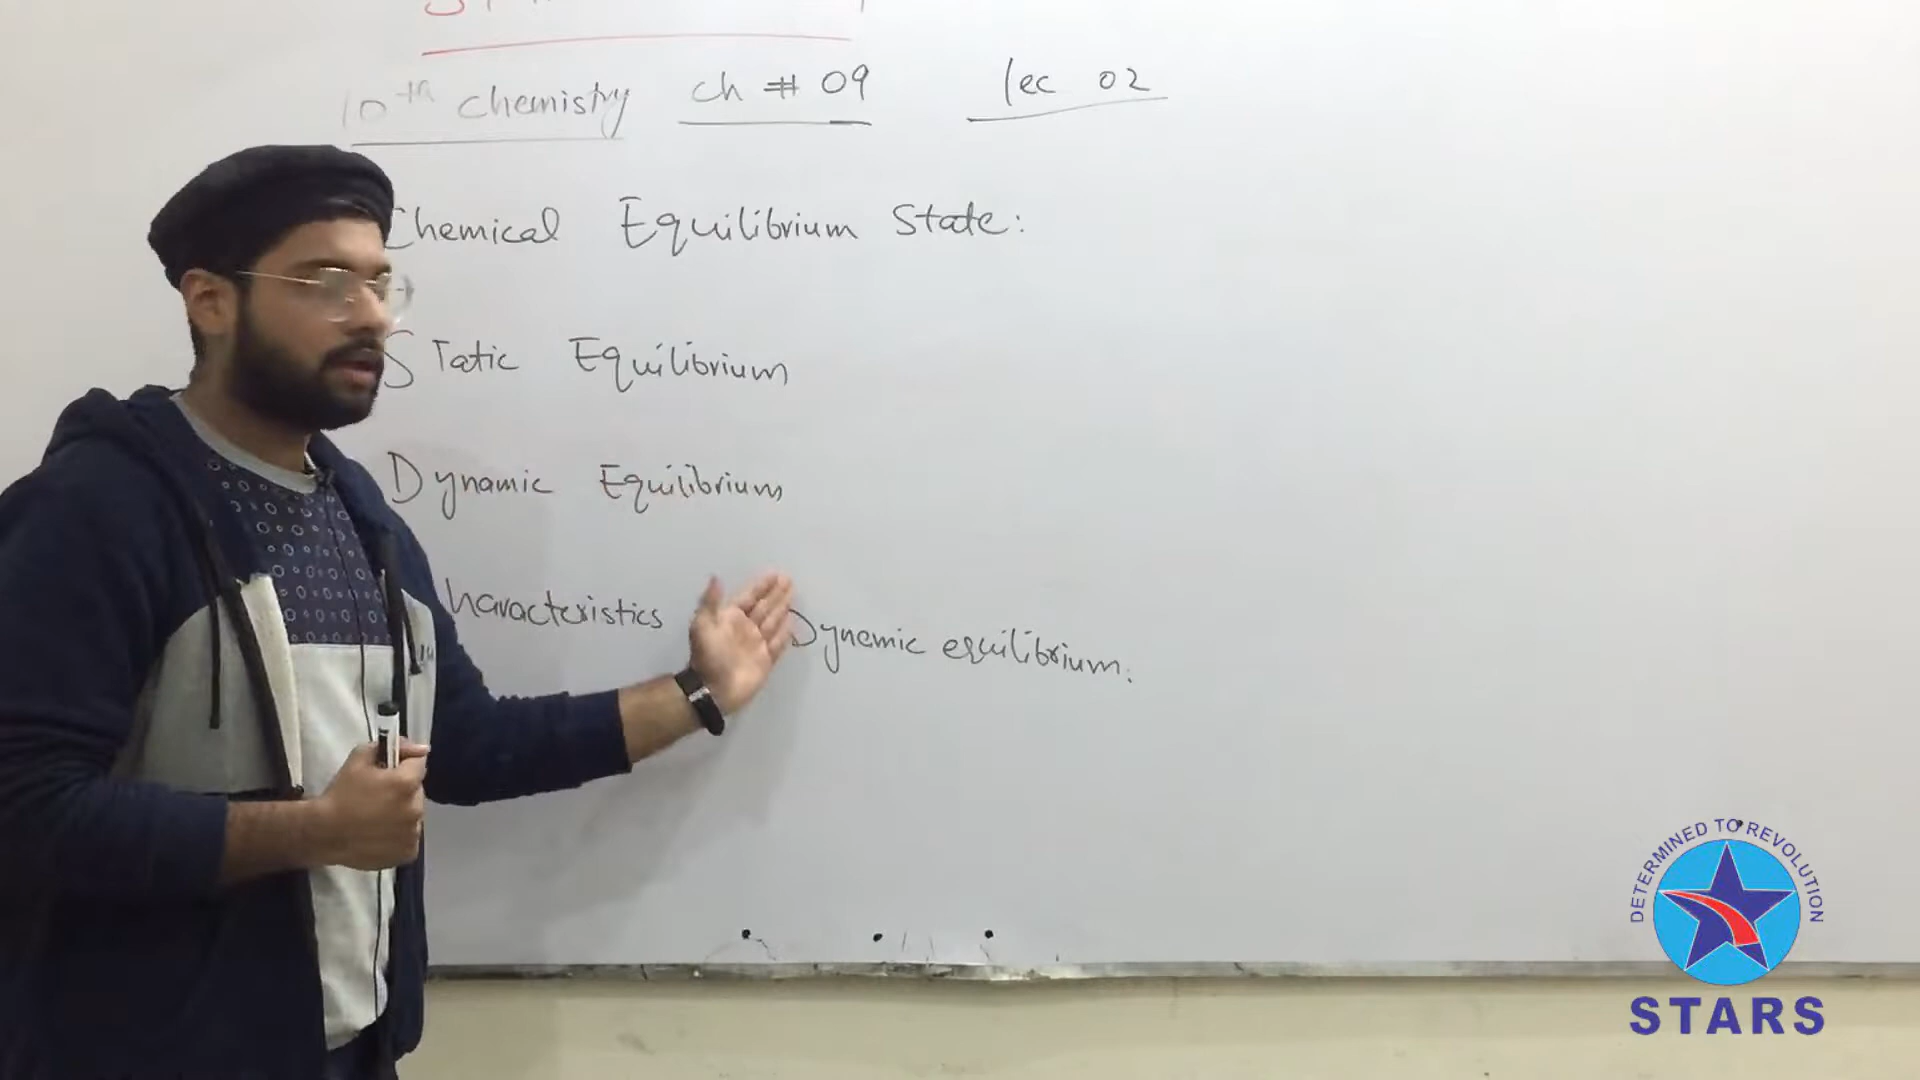 10th chemistry ch # 09 lec 02
Chemical Equilibrium State:
Static Equilibrium
Dynamic Equilibrium
haracteristics Dynamic equilibrium.
DETERMINED TO REVOLUTION
STARS